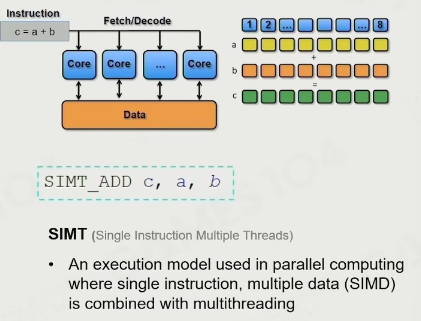 Instruction
c = a + b
Fetch/Decode
Core
Core
...
Core
Data
1 2 ... 8
a
+
b
=
c
SIMT_ADD c, a, b
SIMT (Single Instruction Multiple Threads)
• An execution model used in parallel computing
where single instruction, multiple data (SIMD)
is combined with multithreading